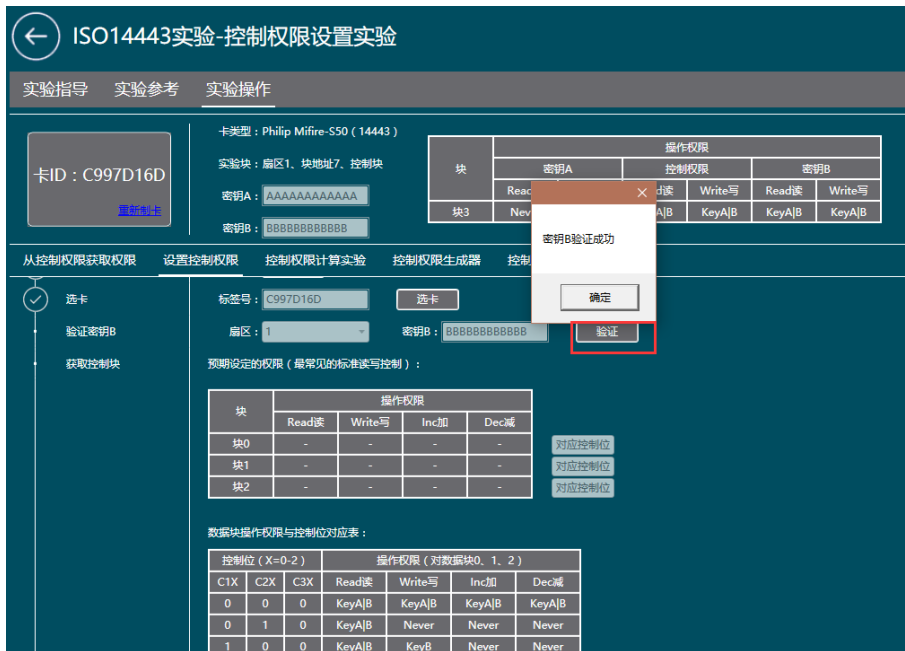 ISO14443实验-控制权限设置实验
实验指导 实验参考 实验操作
卡ID：C997D16D
重新制卡
卡类型：Philip Mifire-S50（14443）
实验块：扇区1、块地址7、控制块
密钥A：AAAAAAAAAAAA
密钥B：BBBBBBBBBBBB
块 操作权限
密钥A 控制权限 密钥B
Read Write写 Read读 Write写
块3 Nev KeyA|B KeyA|B KeyA|B
密钥B验证成功
确定
从控制权限获取权限 设置控制权限 控制权限计算实验 控制权限生成器 控制
选卡
验证密钥B
获取控制块
标签号：C997D16D 选卡
扇区：1 密钥B：BBBBBBBBBBBB 验证
预期设定的权限（最常见的标准读写控制）：
块 操作权限
Read读 Write写 Inc加 Dec减
块0 - - - - 对应控制位
块1 - - - - 对应控制位
块2 - - - - 对应控制位
数据块操作权限与控制位对应表：
控制位（X=0-2） 操作权限（对数据块0、1、2）
C1X C2X C3X Read读 Write写 Inc加 Dec减
0 0 0 KeyA|B KeyA|B KeyA|B KeyA|B
0 1 0 KeyA|B Never Never Never
1 0 0 KeyA|B KeyB Never Never